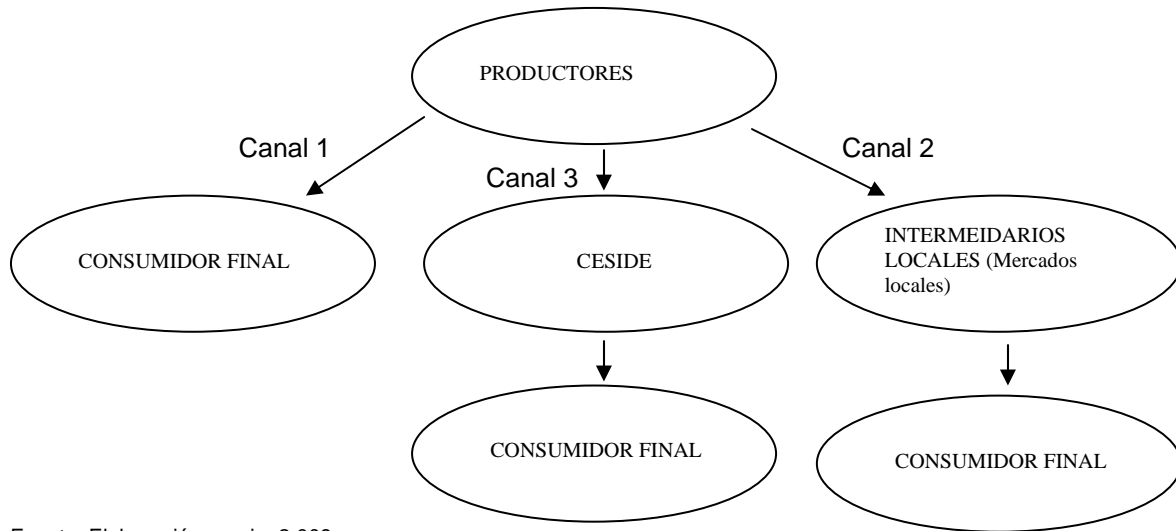 PRODUCTORES
Canal 1
Canal 2
Canal 3
CONSUMIDOR FINAL
CESIDE
INTERMEIDARIOS
LOCALES (Mercados
locales)
CONSUMIDOR FINAL
CONSUMIDOR FINAL